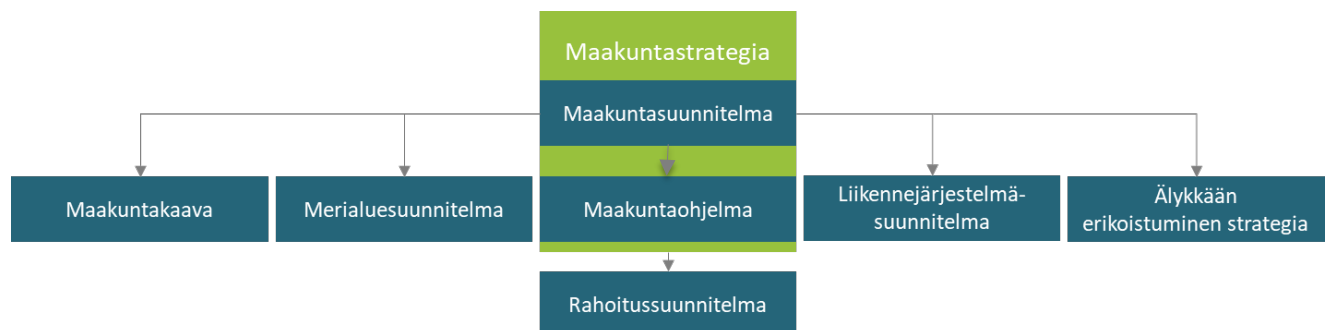 Maakuntastrategia
Maakuntasuunnitelma
Maakuntakaava
Merialuesuunnitelma
Maakuntaohjelma
Liikennejärjestelmä-
suunnitelma
Älykkään
erikoistuminen strategia
Rahoitussuunnitelma